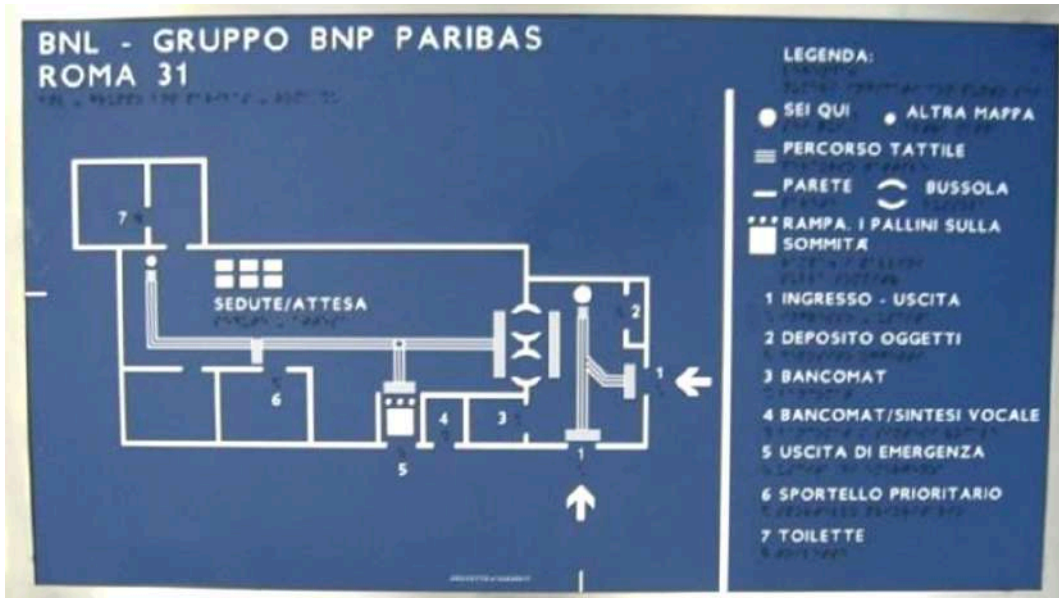 BNL - GRUPPO BNP PARIBAS
ROMA 31
7
SEDUTE/ATTESA
2
1
6
4
3
5
1
LEGENDA:
SEI QUI ALTRA MAPPA
PERCORSO TATTILE
PARETE BUSSOLA
RAMPA. I PALLINI SULLA
SOMMITÆ
1 INGRESSO - USCITA
2 DEPOSITO OGGETTI
3 BANCOMAT
4 BANCOMAT/SINTESI VOCALE
5 USCITA DI EMERGENZA
6 SPORTELLO PRIORITARIO
7 TOILETTE